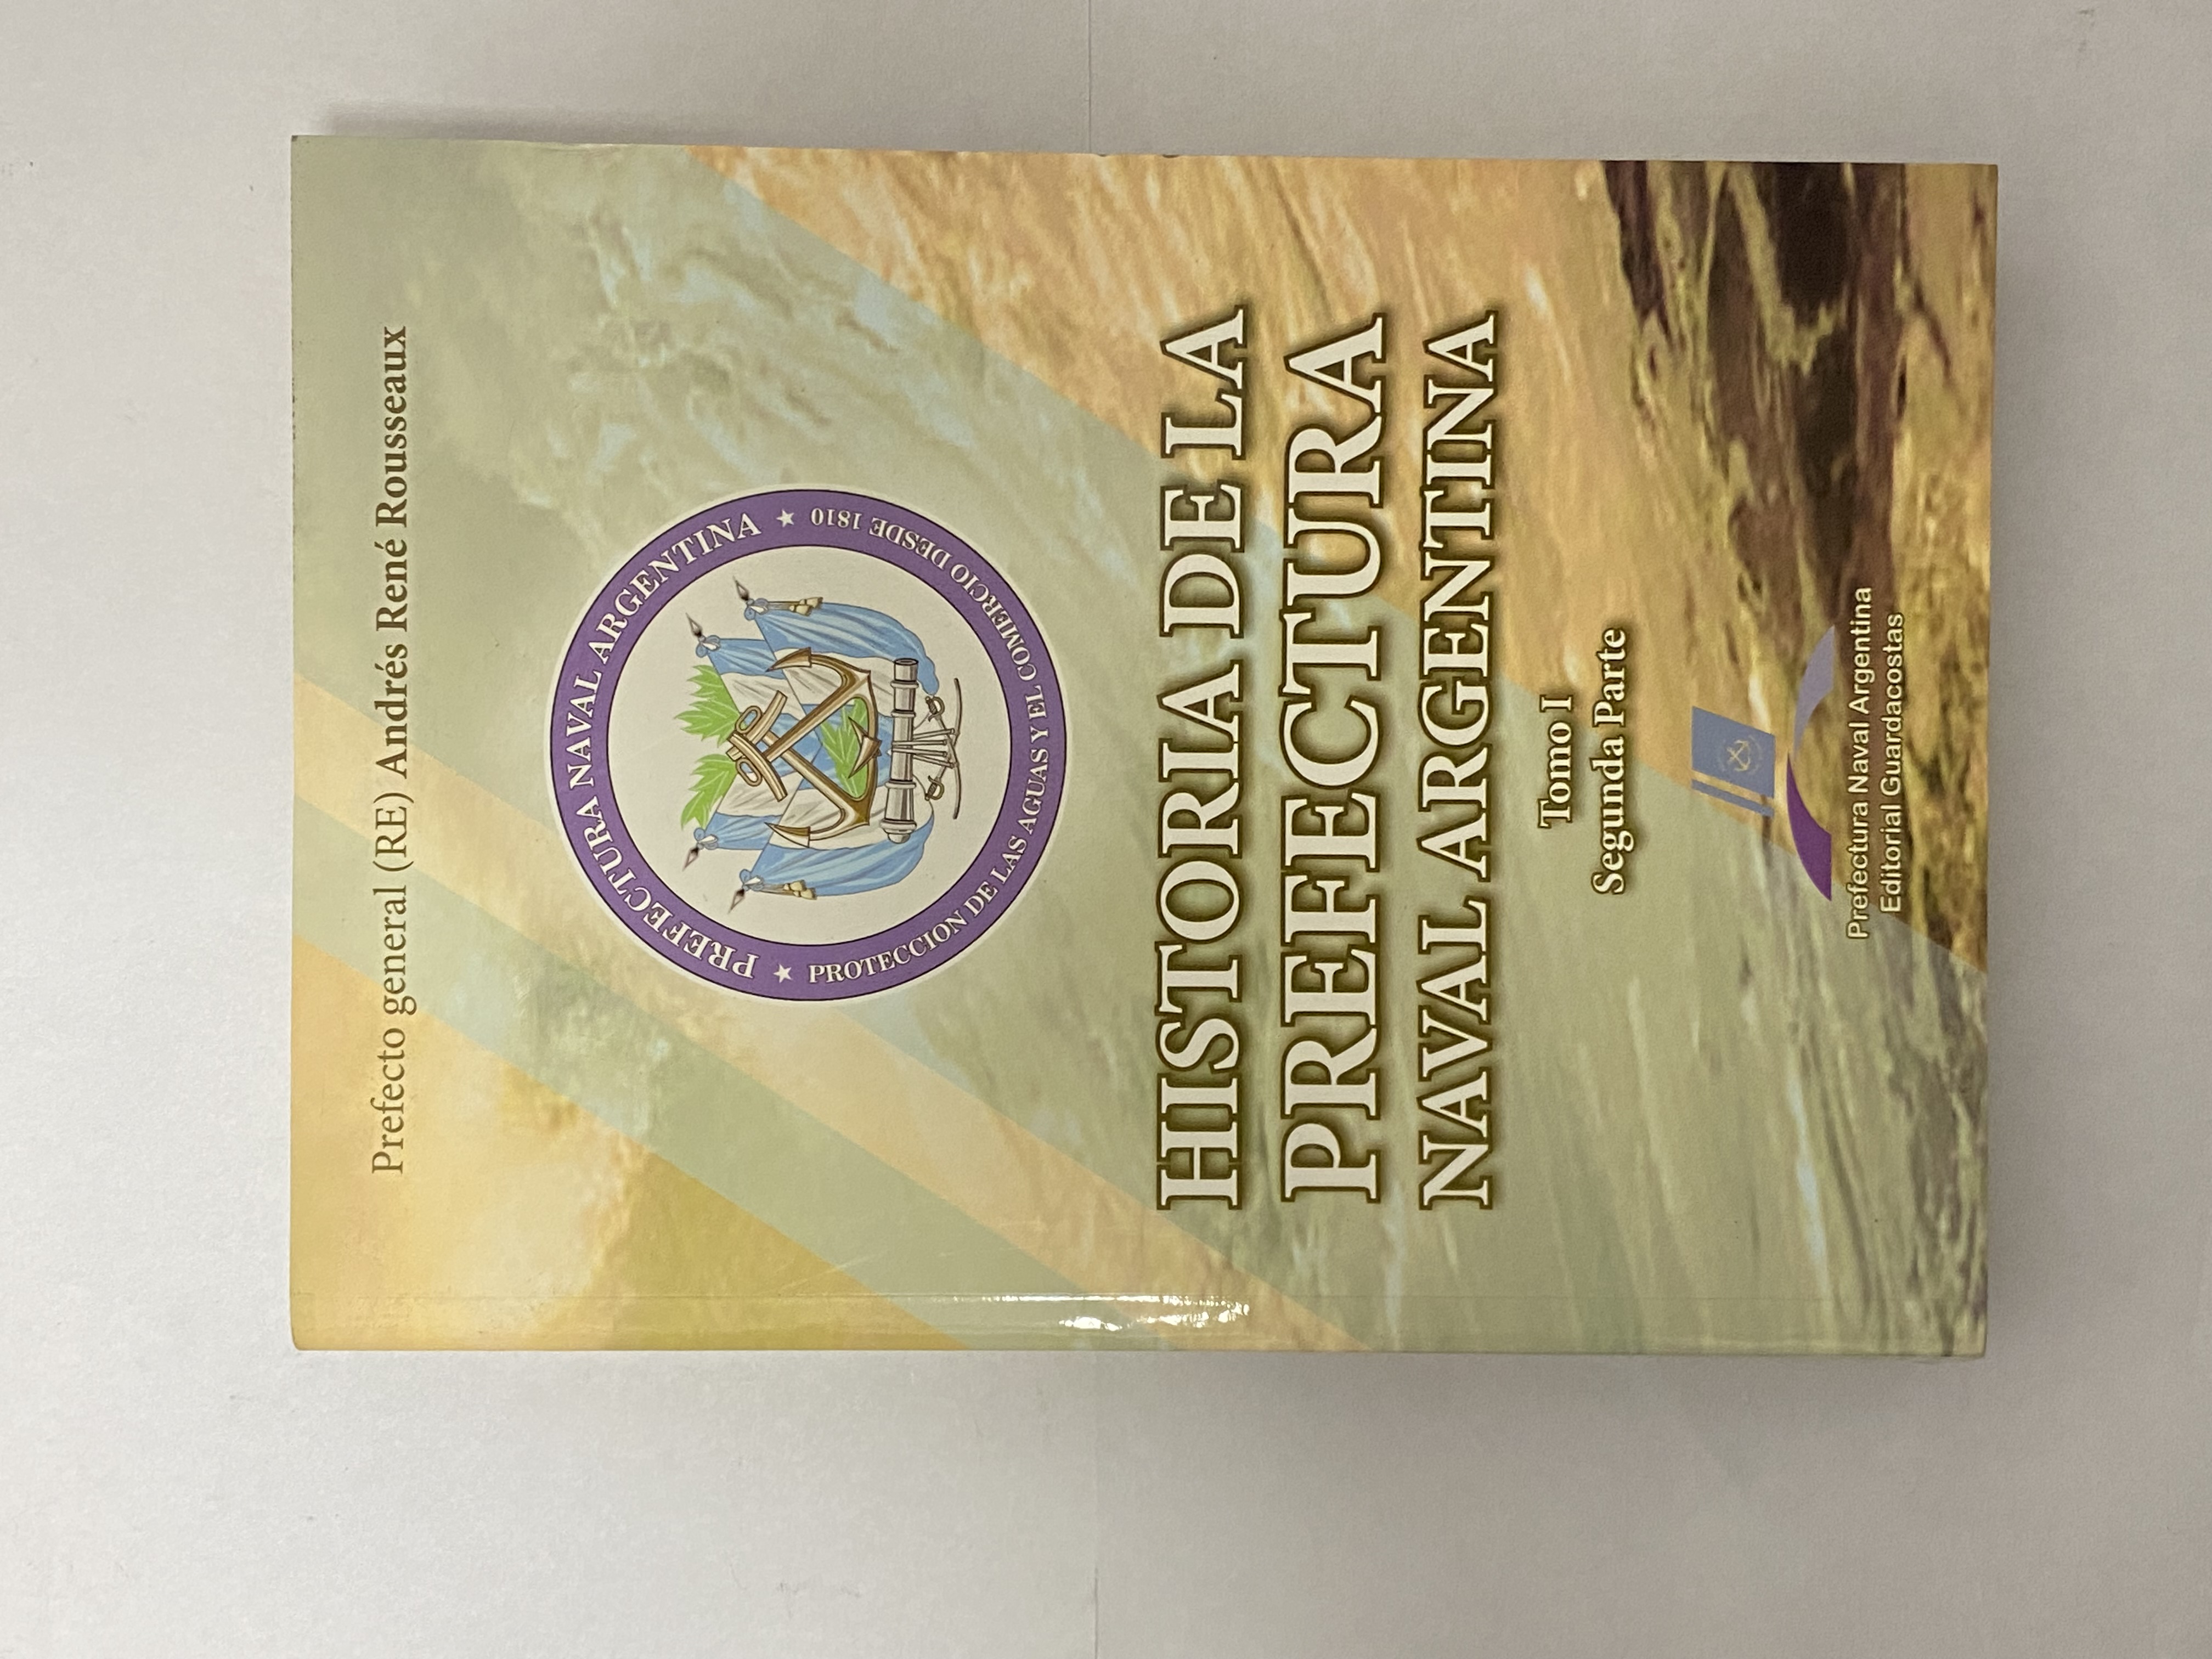 Prefecto general (RE) Andrés René Rousseaux
PREFECTURA NAVAL ARGENTINA
PROTECCION DE LAS AGUAS Y EL COMERCIO DESDE 1810
HISTORIA DE LA
PREFECTURA
NAVAL ARGENTINA
Tomo I
Segunda Parte
Prefectura Naval Argentina
Editorial Guardacostas